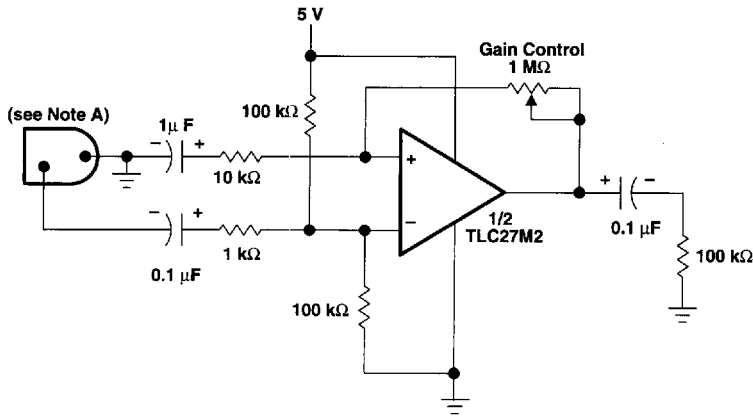 5 V
Gain Control
1 MΩ
(see Note A)
1μ F
100 kΩ
10 kΩ
− +
+
−
1/2
TLC27M2
+ −
0.1 μF
− +
1 kΩ
0.1 μF
100 kΩ
100 kΩ